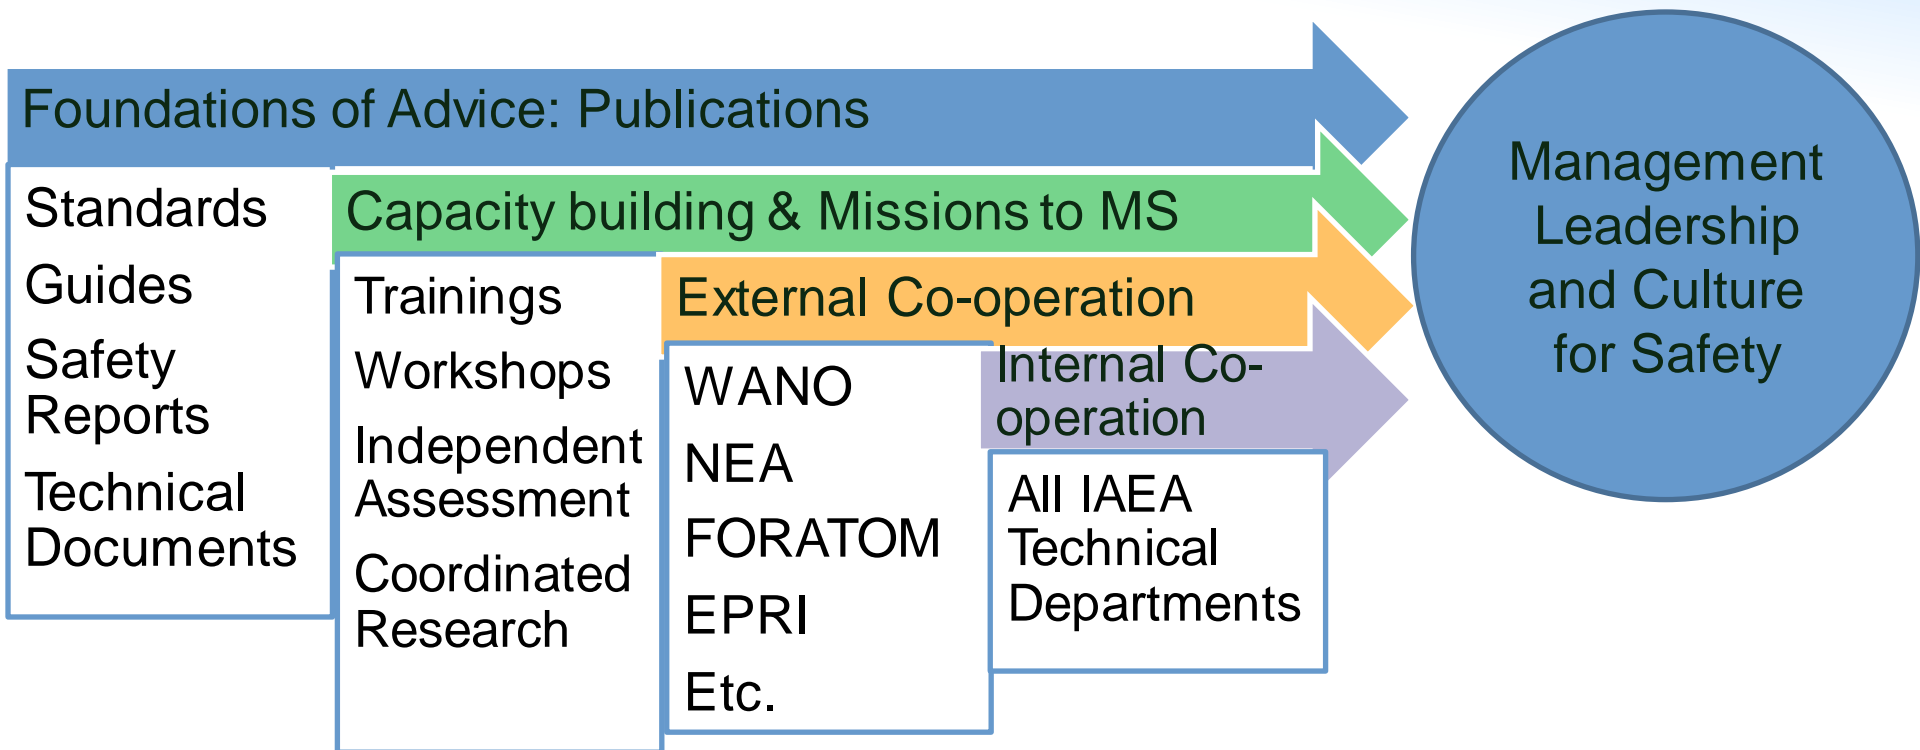 Foundations of Advice: Publications
Standards
Guides
Safety
Reports
Technical
Documents
Capacity building & Missions to MS
Trainings
Workshops
Independent
Assessment
Coordinated
Research
External Co-operation
WANO
NEA
FORATOM
EPRI
Etc.
Internal Co-
operation
All IAEA
Technical
Departments
Management
Leadership
and Culture
for Safety